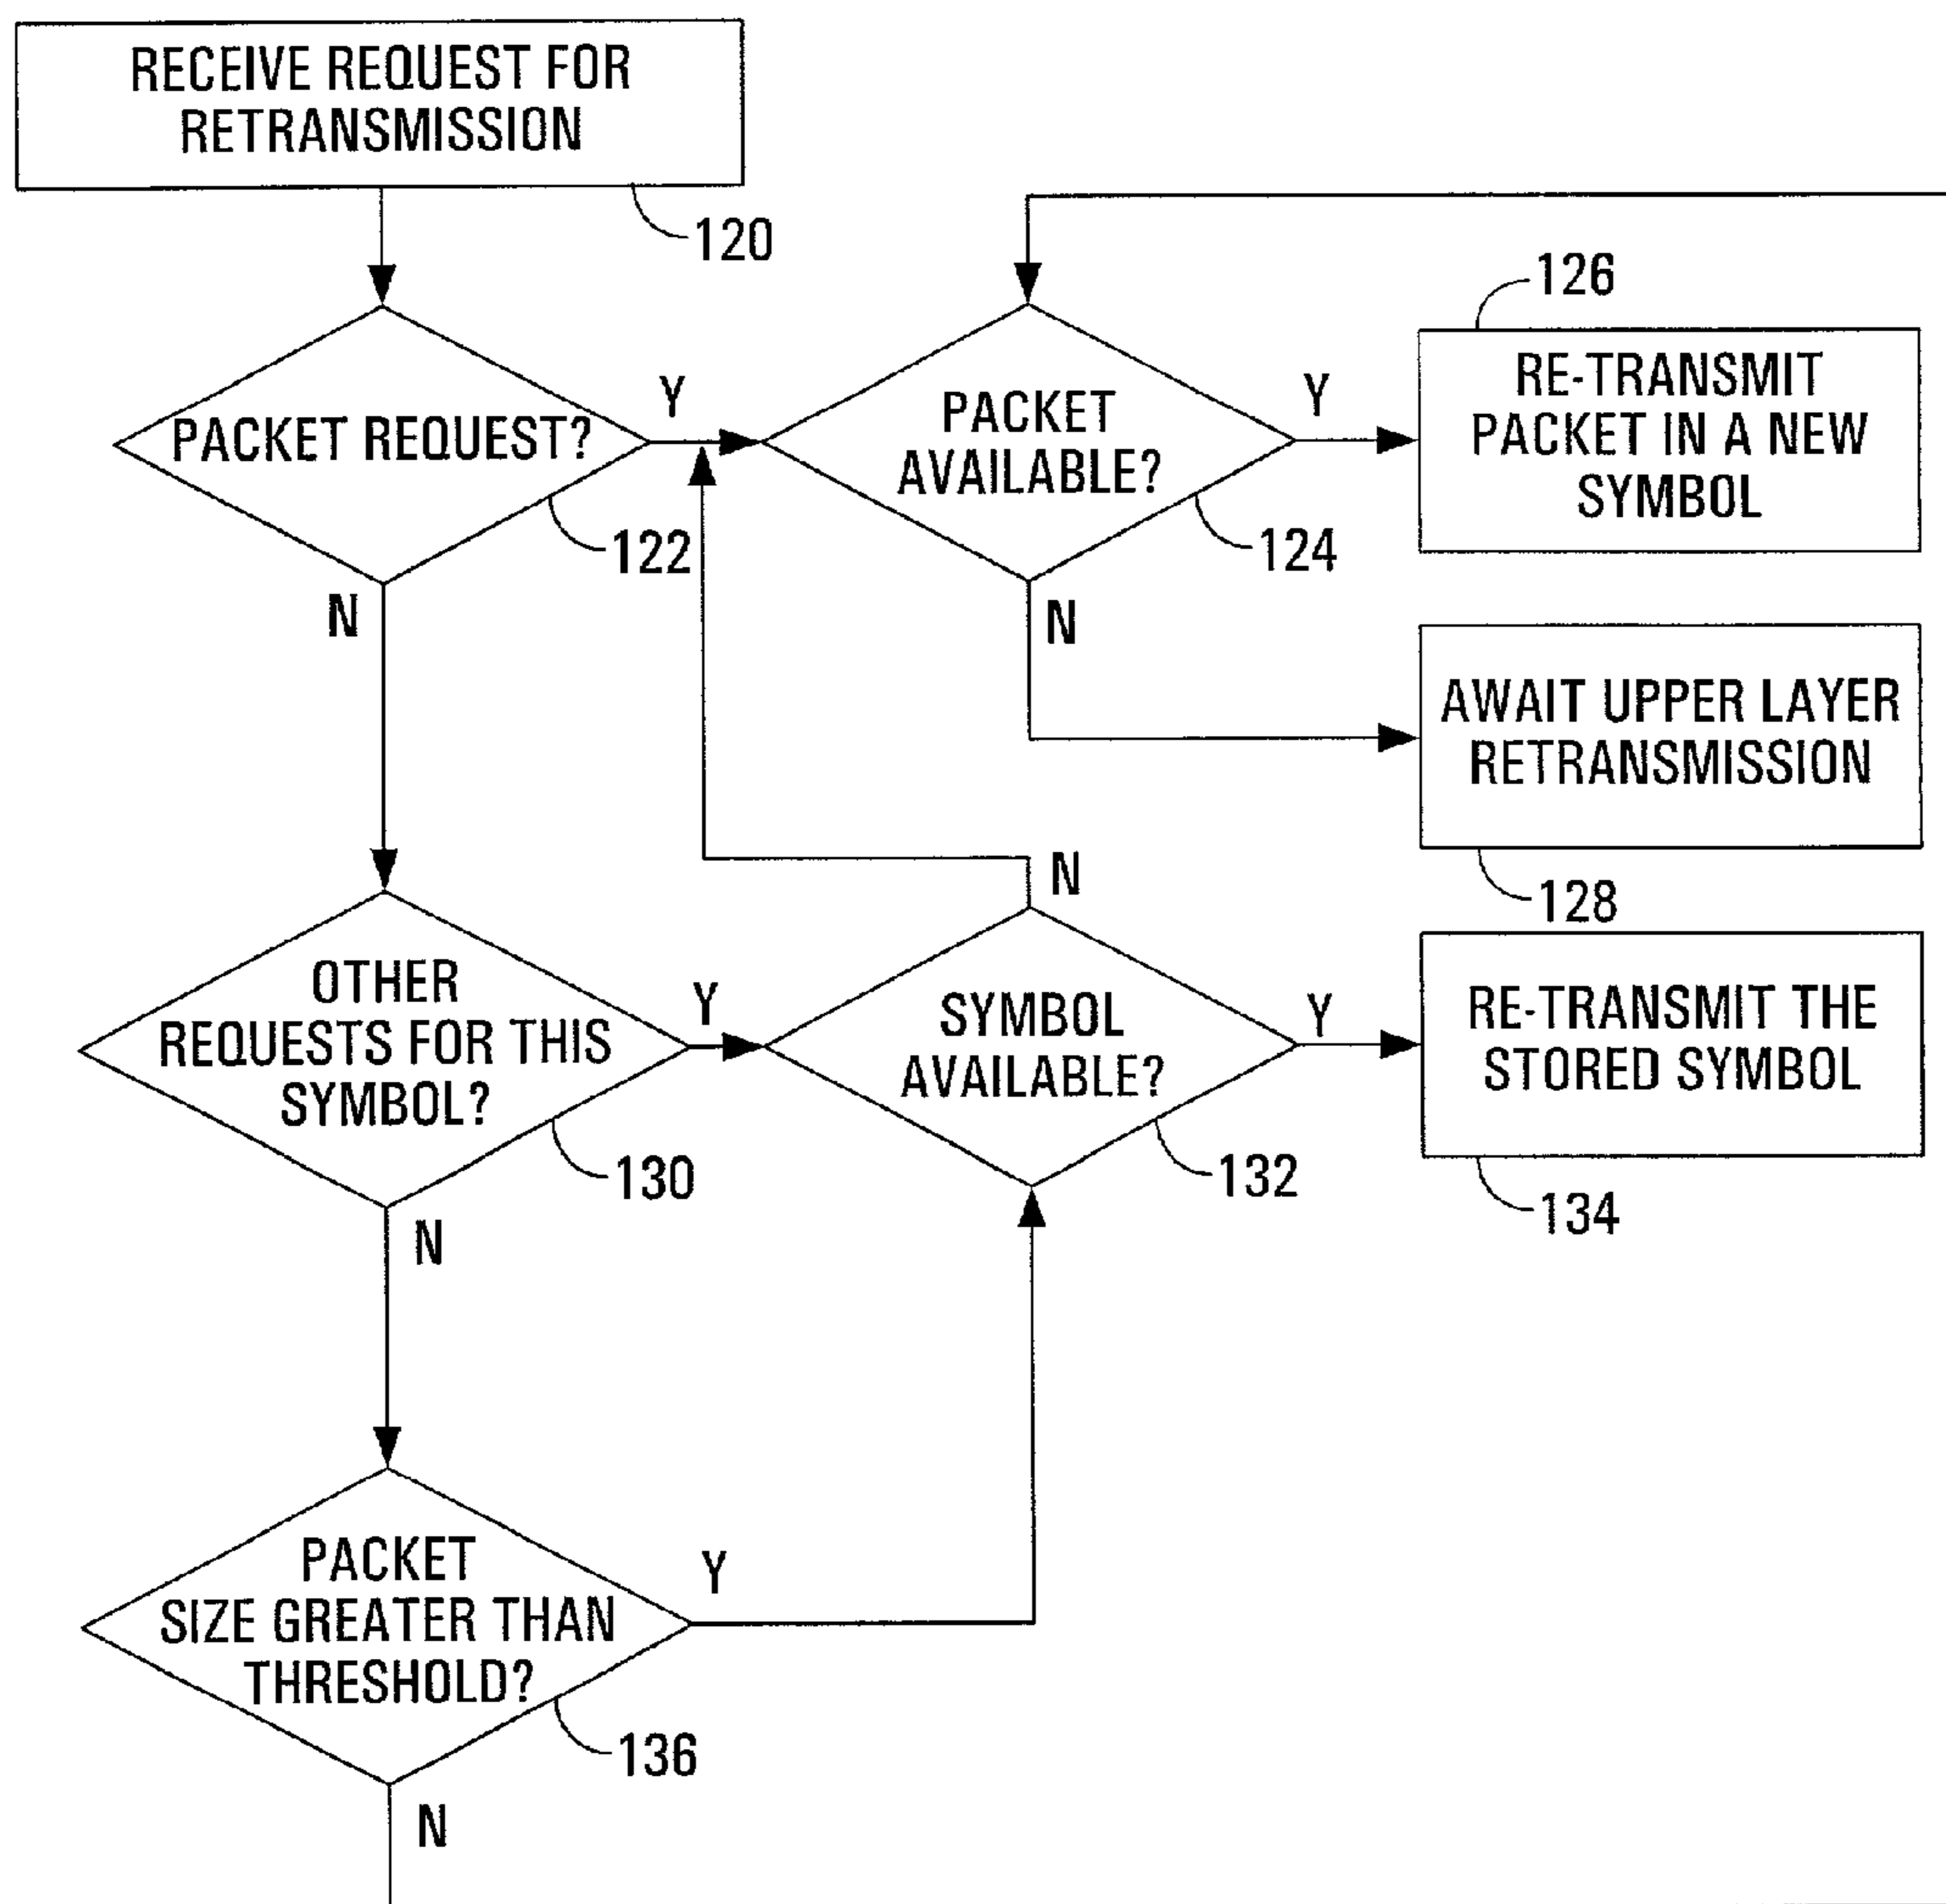 RECEIVE REQUEST FOR
RETRANSMISSION
120
126
RE-TRANSMIT
PACKET IN A NEW
SYMBOL
PACKET REQUEST?
Y
122
N
PACKET
AVAILABLE?
Y
124
N
AWAIT UPPER LAYER
RETRANSMISSION
128
OTHER
REQUESTS FOR THIS
SYMBOL?
Y
130
N
N
SYMBOL
AVAILABLE?
Y
132
RE-TRANSMIT THE
STORED SYMBOL
134
PACKET
SIZE GREATER THAN
THRESHOLD?
Y
136
N